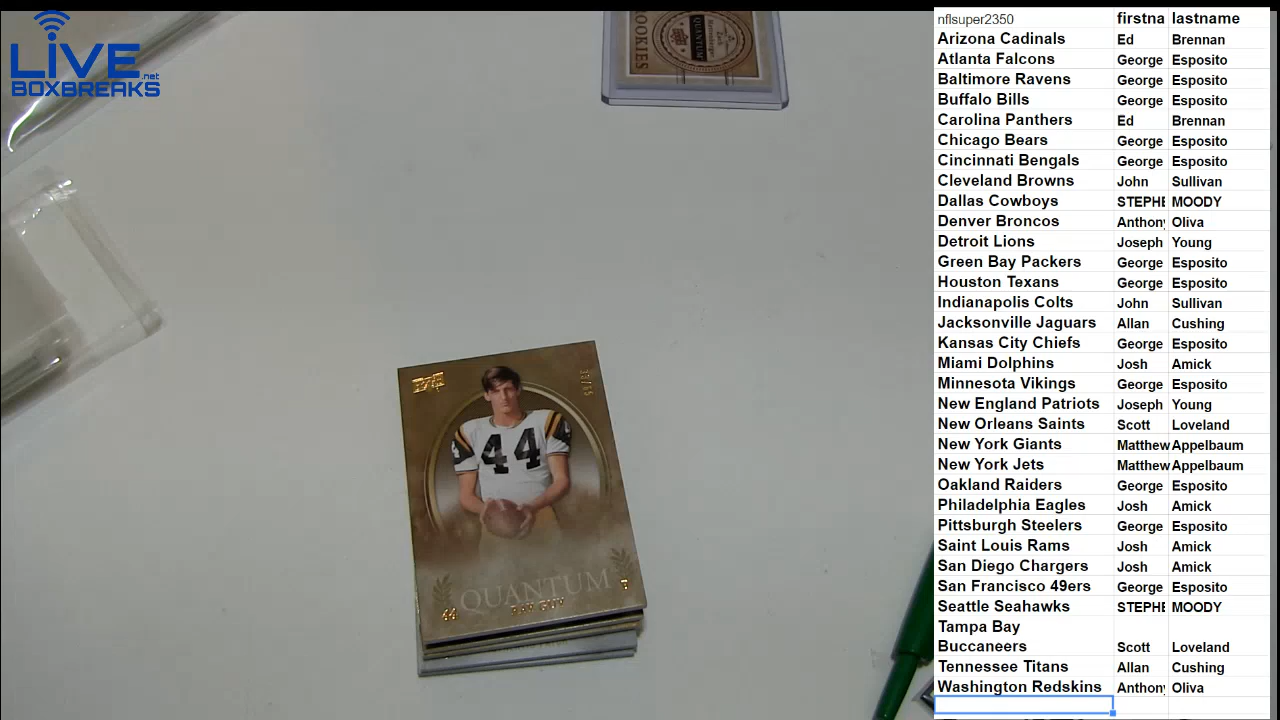 LIVE
.net
BOXBREAKS
ROOKIES
QUANTUM
44
QUANTUM
44
RAY GUY
nflsuper2350 firstna lastname
Arizona Cadinals Ed Brennan
Atlanta Falcons George Esposito
Baltimore Ravens George Esposito
Buffalo Bills George Esposito
Carolina Panthers Ed Brennan
Chicago Bears George Esposito
Cincinnati Bengals George Esposito
Cleveland Browns John Sullivan
Dallas Cowboys STEPHE MOODY
Denver Broncos Anthony Oliva
Detroit Lions Joseph Young
Green Bay Packers George Esposito
Houston Texans George Esposito
Indianapolis Colts John Sullivan
Jacksonville Jaguars Allan Cushing
Kansas City Chiefs George Esposito
Miami Dolphins Josh Amick
Minnesota Vikings George Esposito
New England Patriots Joseph Young
New Orleans Saints Scott Loveland
New York Giants Matthew Appelbaum
New York Jets Matthew Appelbaum
Oakland Raiders George Esposito
Philadelphia Eagles Josh Amick
Pittsburgh Steelers George Esposito
Saint Louis Rams Josh Amick
San Diego Chargers Josh Amick
San Francisco 49ers George Esposito
Seattle Seahawks STEPHE MOODY
Tampa Bay
Buccaneers Scott Loveland
Tennessee Titans Allan Cushing
Washington Redskins Anthony Oliva